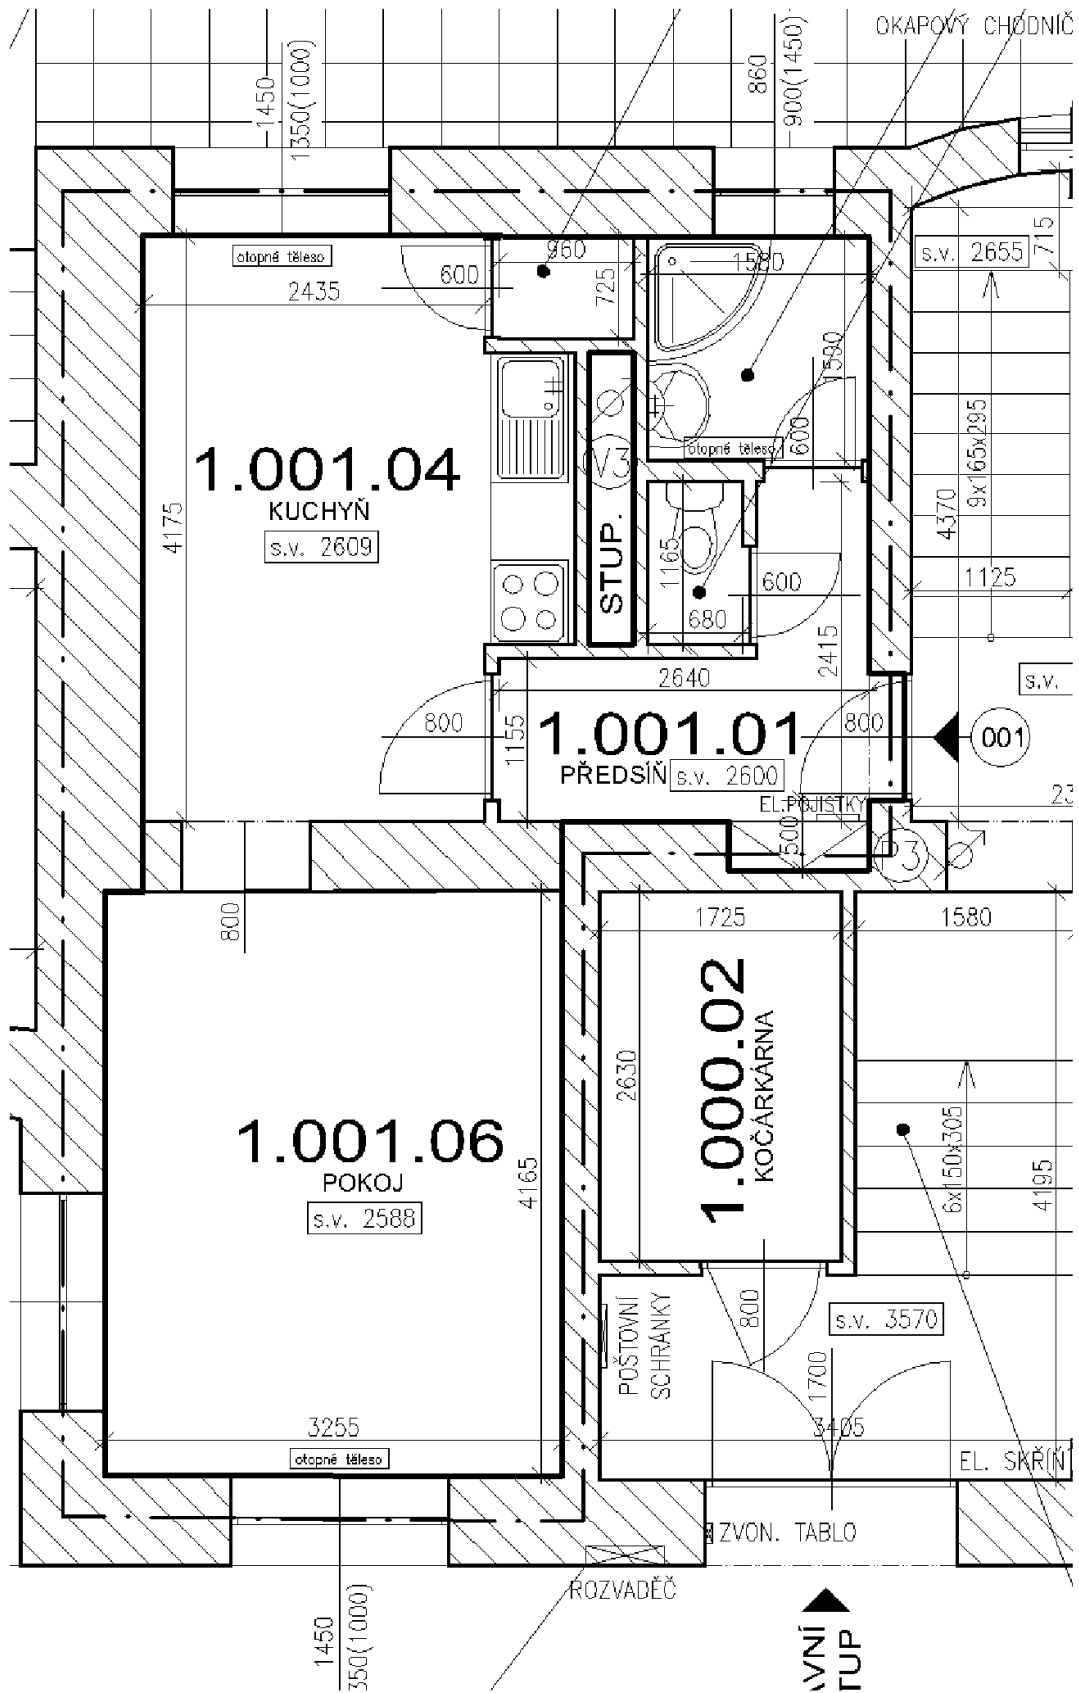 OKAPOVÝ CHODNÍČ
1450
1350(1000)
860
900(1450)
otopné těleso
600
960
725
1580
s.v. 2655
715
2435
1590
600
otopné těleso
9x165x295
4370
1.001.04
KUCHYŇ
s.v. 2609
4175
V3
STUP.
1165
680
600
2415
1125
s.v.
2640
800
1155
1.001.01
PŘEDSÍŇ
s.v. 2600
800
001
EL.POJISTKY
500
23
800
1725
1580
2630
1.000.02
KOČÁRKÁRNA
6x150x305
4195
1.001.06
POKOJ
s.v. 2588
4165
POŠTOVNÍ
SCHRÁNKY
800
s.v. 3570
1700
3255
otopné těleso
3405
EL. SKŘÍŇ
ZVON. TABLO
ROZVADĚČ
1450
350(1000)
AVNÍ
TUP